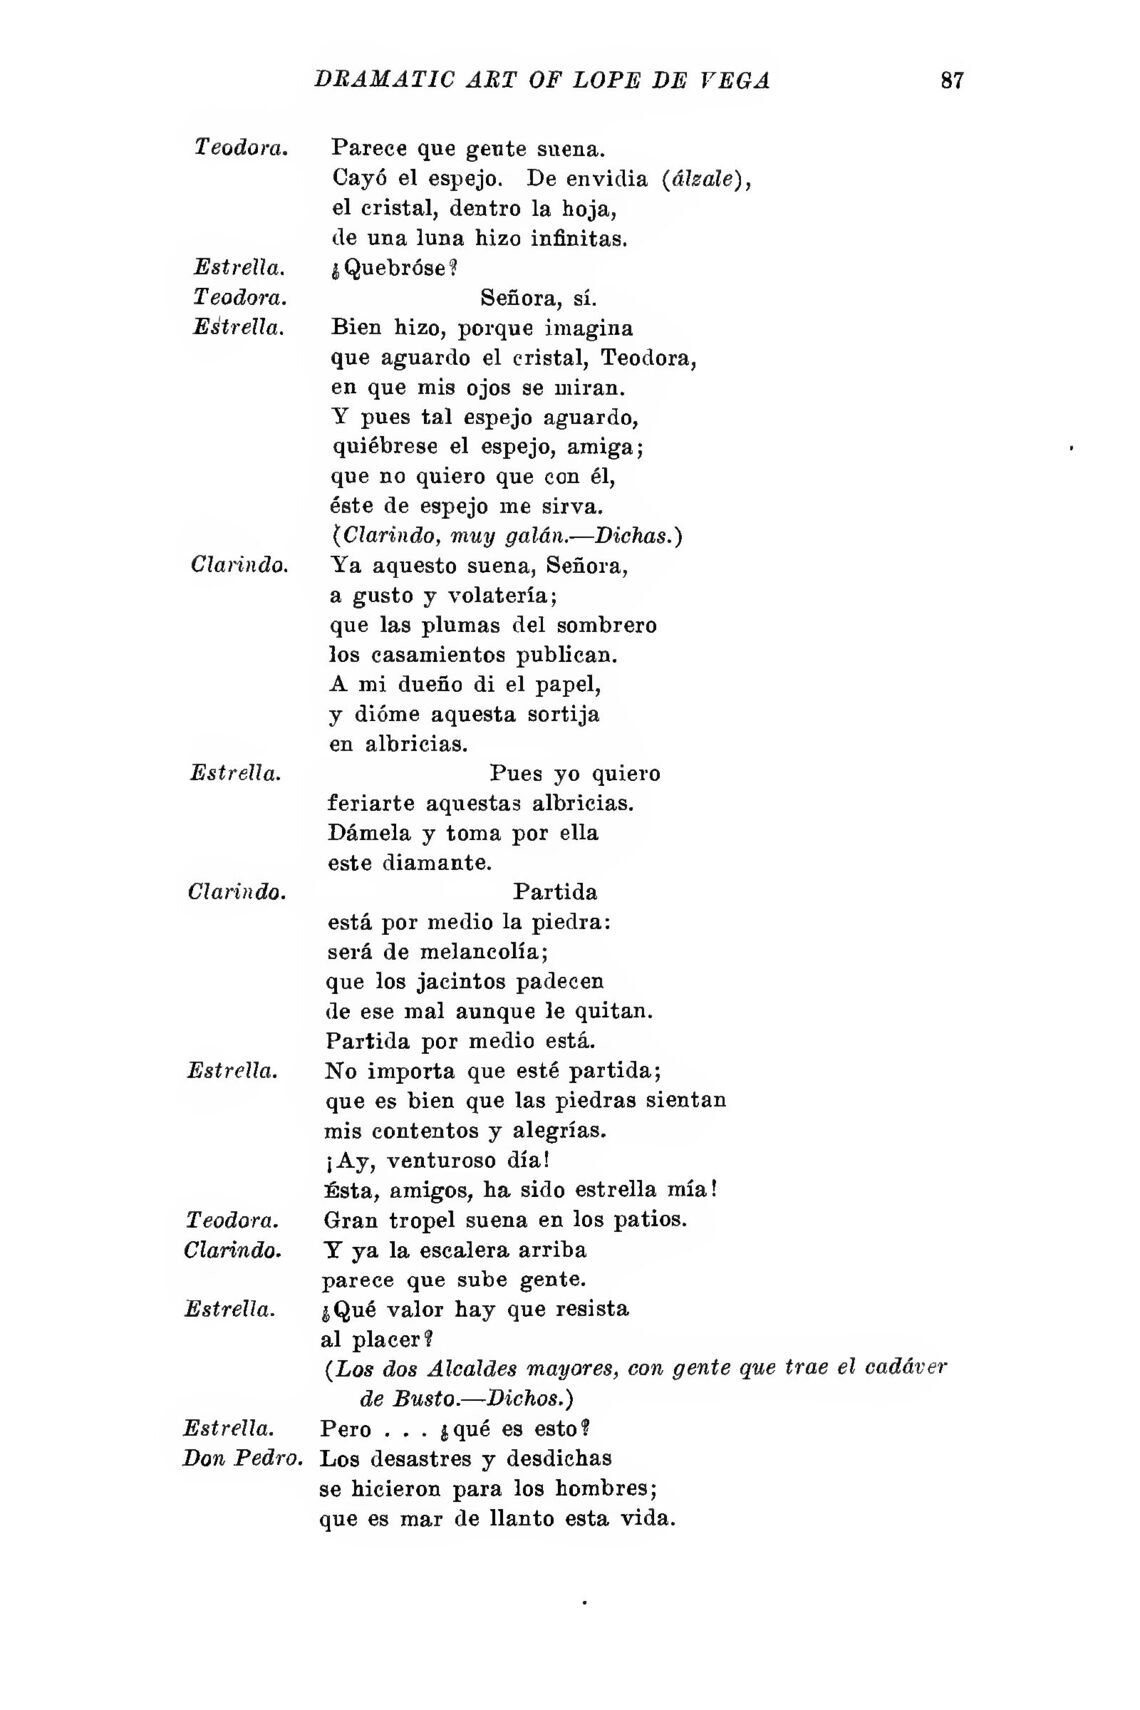 DRAMATIC ART OF LOPE DE VEGA 87
Teodora. Parece que gente suena.
Cayó el espejo. De envidia (álzale),
el cristal, dentro la hoja,
de una luna hizo infinitas.
Estrella. ¿Quebróse?
Teodora. Señora, sí.
Estrella. Bien hizo, porque imagina
que aguardo el cristal, Teodora,
en que mis ojos se miran.
Y pues tal espejo aguardo,
quiébrese el espejo, amiga;
que no quiero que con él,
éste de espejo me sirva.
(Clarindo, muy galán.—Dichas.)
Clarindo. Ya aquesto suena, Señora,
a gusto y volatería;
que las plumas del sombrero
los casamientos publican.
A mi dueño di el papel,
y dióme aquesta sortija
en albricias.
Estrella. Pues yo quiero
feriarte aquestas albricias.
Dámela y toma por ella
este diamante.
Clarindo. Partida
está por medio la piedra:
será de melancolía;
que los jacintos padecen
de ese mal aunque le quitan.
Partida por medio está.
Estrella. No importa que esté partida;
que es bien que las piedras sientan
mis contentos y alegrías.
¡Ay, venturoso día!
Ésta, amigos, ha sido estrella mía!
Teodora. Gran tropel suena en los patios.
Clarindo. Y ya la escalera arriba
parece que sube gente.
Estrella. ¿Qué valor hay que resista
al placer?
(Los dos Alcaldes mayores, con gente que trae el cadáver
de Busto.—Dichos.)
Estrella. Pero . . . ¿qué es esto?
Don Pedro. Los desastres y desdichas
se hicieron para los hombres;
que es mar de llanto esta vida.